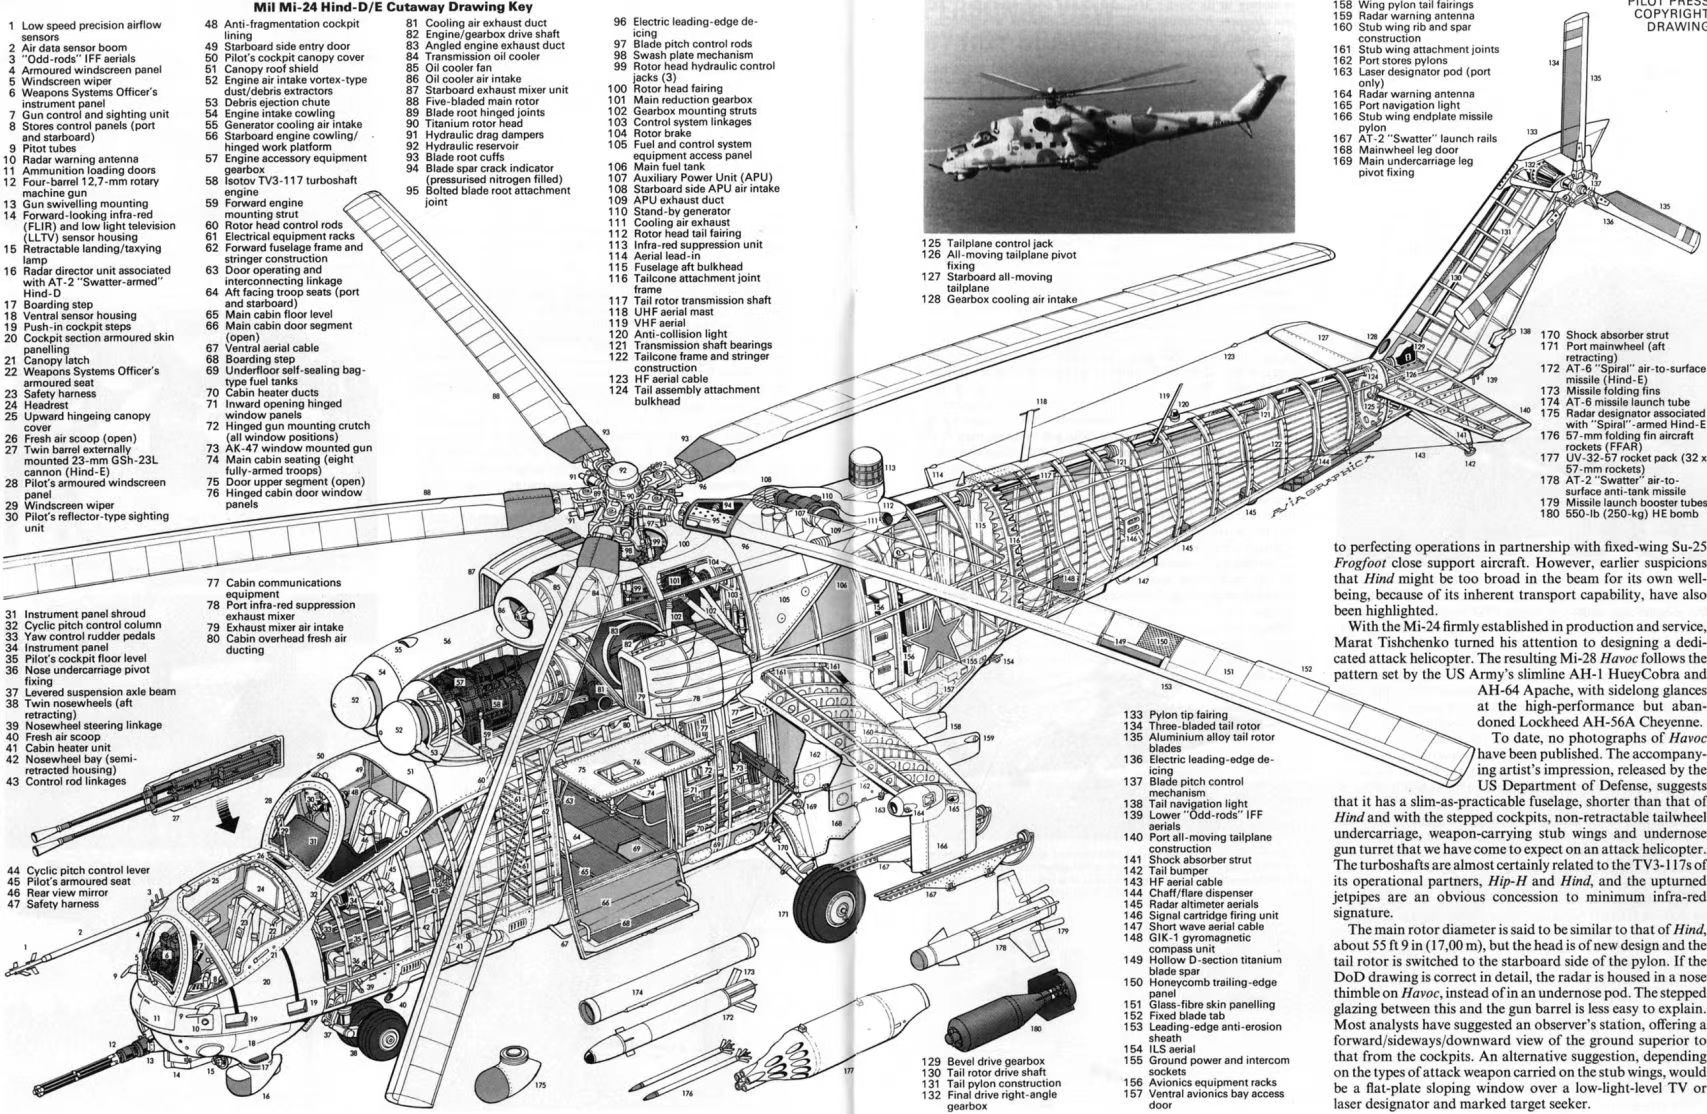 Mil Mi-24 Hind-D/E Cutaway Drawing Key
1 Low speed precision airflow
sensors
2 Air data sensor boom
3 "Odd-rods" IFF aerials
4 Armoured windscreen panel
5 Windscreen wiper
6 Weapons Systems Officer's
instrument panel
7 Gun control and sighting unit
8 Stores control panels (port
and starboard)
9 Pitot tubes
10 Radar warning antenna
11 Ammunition loading doors
12 Four-barrel 12,7-mm rotary
machine gun
13 Gun swivelling mounting
14 Forward-looking infra-red
(FLIR) and low light television
(LLTV) sensor housing
15 Retractable landing/taxying
lamp
16 Radar director unit associated
with AT-2 "Swatter-armed"
Hind-D
17 Boarding step
18 Ventral sensor housing
19 Push-in cockpit steps
20 Cockpit section armoured skin
panelling
21 Canopy latch
22 Weapons Systems Officer's
armoured seat
23 Safety harness
24 Headrest
25 Upward hingeing canopy
cover
26 Fresh air scoop (open)
27 Twin barrel externally
mounted 23-mm GSh-23L
cannon (Hind-E)
28 Pilot's armoured windscreen
panel
29 Windscreen wiper
30 Pilot's reflector-type sighting
unit
31 Instrument panel shroud
32 Cyclic pitch control column
33 Yaw control rudder pedals
34 Instrument panel
35 Pilot's cockpit floor level
36 Nose undercarriage pivot
fixing
37 Levered suspension axle beam
38 Twin nosewheels (aft
retracting)
39 Nosewheel steering linkage
40 Fresh air scoop
41 Cabin heater unit
42 Nosewheel bay (semi-
retracted housing)
43 Control rod linkages
44 Cyclic pitch control lever
45 Pilot's armoured seat
46 Rear view mirror
47 Safety harness
48 Anti-fragmentation cockpit
lining
49 Starboard side entry door
50 Pilot's cockpit canopy cover
51 Canopy roof shield
52 Engine air intake vortex-type
dust/debris extractors
53 Debris ejection chute
54 Engine intake cowling
55 Generator cooling air intake
56 Starboard engine cowling/
hinged work platform
57 Engine accessory equipment
gearbox
58 Isotov TV3-117 turboshaft
engine
59 Forward engine
mounting strut
60 Rotor head control rods
61 Electrical equipment racks
62 Forward fuselage frame and
stringer construction
63 Door operating and
interconnecting linkage
64 Aft facing troop seats (port
and starboard)
65 Main cabin floor level
66 Main cabin door segment
(open)
67 Ventral aerial cable
68 Boarding step
69 Underfloor self-sealing bag-
type fuel tanks
70 Cabin heater ducts
71 Inward opening hinged
window panels
72 Hinged gun mounting crutch
(all window positions)
73 AK-47 window mounted gun
74 Main cabin seating (eight
fully-armed troops)
75 Door upper segment (open)
76 Hinged cabin door window
panels
77 Cabin communications
equipment
78 Port infra-red suppression
exhaust mixer
79 Exhaust mixer air intake
80 Cabin overhead fresh air
ducting
81 Cooling air exhaust duct
82 Engine/gearbox drive shaft
83 Angled engine exhaust duct
84 Transmission oil cooler
85 Oil cooler fan
86 Oil cooler air intake
87 Starboard exhaust mixer unit
88 Five-bladed main rotor
89 Blade root hinged joints
90 Titanium rotor head
91 Hydraulic drag dampers
92 Hydraulic reservoir
93 Blade root cuffs
94 Blade spar crack indicator
(pressurised nitrogen filled)
95 Bolted blade root attachment
joint
96 Electric leading-edge de-
icing
97 Blade pitch control rods
98 Swash plate mechanism
99 Rotor head hydraulic control
jacks (3)
100 Rotor head fairing
101 Main reduction gearbox
102 Gearbox mounting struts
103 Control system linkages
104 Rotor brake
105 Fuel and control system
equipment access panel
106 Main fuel tank
107 Auxiliary Power Unit (APU)
108 Starboard side APU air intake
109 APU exhaust duct
110 Stand-by generator
111 Cooling air exhaust
112 Rotor head tail fairing
113 Infra-red suppression unit
114 Aerial lead-in
115 Fuselage aft bulkhead
116 Tailcone attachment joint
frame
117 Tail rotor transmission shaft
118 UHF aerial mast
119 VHF aerial
120 Anti-collision light
121 Transmission shaft bearings
122 Tailcone frame and stringer
construction
123 HF aerial cable
124 Tail assembly attachment
bulkhead
125 Tailplane control jack
126 All-moving tailplane pivot
fixing
127 Starboard all-moving
tailplane
128 Gearbox cooling air intake
129 Bevel drive gearbox
130 Tail rotor drive shaft
131 Tail pylon construction
132 Final drive right-angle
gearbox
133 Pylon tip fairing
134 Three-bladed tail rotor
135 Aluminium alloy tail rotor
blades
136 Electric leading-edge de-
icing
137 Blade pitch control
mechanism
138 Tail navigation light
139 Lower "Odd-rods" IFF
aerials
140 Port all-moving tailplane
construction
141 Shock absorber strut
142 Tail bumper
143 HF aerial cable
144 Chaff/flare dispenser
145 Radar altimeter aerials
146 Signal cartridge firing unit
147 Short wave aerial cable
148 GIK-1 gyromagnetic
compass unit
149 Hollow D-section titanium
blade spar
150 Honeycomb trailing-edge
panel
151 Glass-fibre skin panelling
152 Fixed blade tab
153 Leading-edge anti-erosion
sheath
154 ILS aerial
155 Ground power and intercom
sockets
156 Avionics equipment racks
157 Ventral avionics bay access
door
158 Wing pylon tail fairings
159 Radar warning antenna
160 Stub wing rib and spar
construction
161 Stub wing attachment joints
162 Port stores pylons
163 Laser designator pod (port
only)
164 Radar warning antenna
165 Port navigation light
166 Stub wing endplate missile
pylon
167 AT-2 "Swatter" launch rails
168 Mainwheel leg door
169 Main undercarriage leg
pivot fixing
PILOT PRESS
COPYRIGHT
DRAWING
170 Shock absorber strut
171 Port mainwheel (aft
retracting)
172 AT-6 "Spiral" air-to-surface
missile (Hind-E)
173 Missile folding fins
174 AT-6 missile launch tube
175 Radar designator associated
with "Spiral"-armed Hind-E
176 57-mm folding fin aircraft
rockets (FFAR)
177 UV-32-57 rocket pack (32 x
57-mm rockets)
178 AT-2 "Swatter" air-to-
surface anti-tank missile
179 Missile launch booster tubes
180 550-lb (250-kg) HE bomb
AVIAGRAPHICA
to perfecting operations in partnership with fixed-wing Su-25
Frogfoot close support aircraft. However, earlier suspicions
that Hind might be too broad in the beam for its own well-
being, because of its inherent transport capability, have also
been highlighted.
With the Mi-24 firmly established in production and service,
Marat Tishchenko turned his attention to designing a dedi-
cated attack helicopter. The resulting Mi-28 Havoc follows the
pattern set by the US Army's slimline AH-1 HueyCobra and
AH-64 Apache, with sidelong glances
at the high-performance but aban-
doned Lockheed AH-56A Cheyenne.
To date, no photographs of Havoc
have been published. The accompany-
ing artist's impression, released by the
US Department of Defense, suggests
that it has a slim-as-practicable fuselage, shorter than that of
Hind and with the stepped cockpits, non-retractable tailwheel
undercarriage, weapon-carrying stub wings and undernose
gun turret that we have come to expect on an attack helicopter.
The turboshafts are almost certainly related to the TV3-117s of
its operational partners, Hip-H and Hind, and the upturned
jetpipes are an obvious concession to minimum infra-red
signature.
The main rotor diameter is said to be similar to that of Hind,
about 55 ft 9 in (17,00 m), but the head is of new design and the
tail rotor is switched to the starboard side of the pylon. If the
DoD drawing is correct in detail, the radar is housed in a nose
thimble on Havoc, instead of in an undernose pod. The stepped
glazing between this and the gun barrel is less easy to explain.
Most analysts have suggested an observer's station, offering a
forward/sideways/downward view of the ground superior to
that from the cockpits. An alternative suggestion, depending
on the types of attack weapon carried on the stub wings, would
be a flat-plate sloping window over a low-light-level TV or
laser designator and marked target seeker.